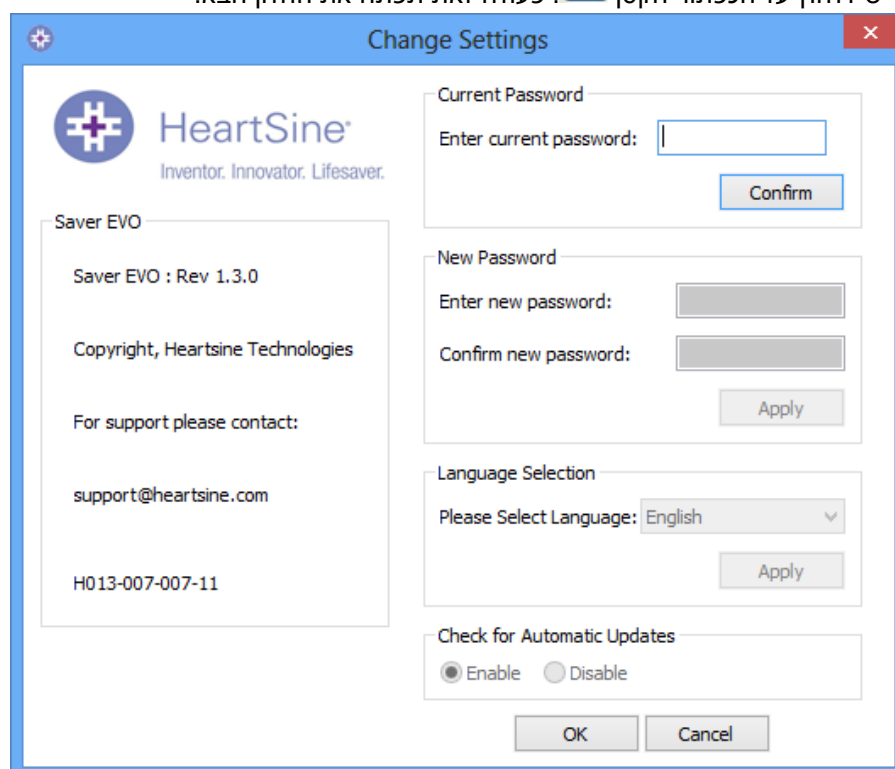 Change Settings
HeartSine
Inventor. Innovator. Lifesaver.
Saver EVO
Saver EVO : Rev 1.3.0
Copyright, Heartsine Technologies
For support please contact:
support@heartsine.com
H013-007-007-11
Current Password
Enter current password:
Confirm
New Password
Enter new password:
Confirm new password:
Apply
Language Selection
Please Select Language: English
Apply
Check for Automatic Updates
Enable Disable
OK Cancel